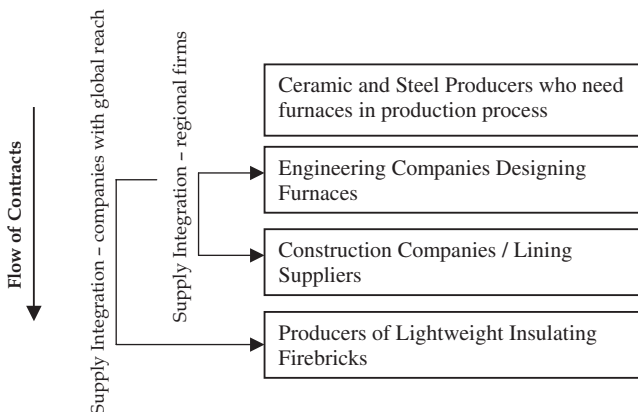 Flow of Contracts
Supply Integration – companies with global reach
Supply Integration – regional firms
Ceramic and Steel Producers who need
furnaces in production process
Engineering Companies Designing
Furnaces
Construction Companies / Lining
Suppliers
Producers of Lightweight Insulating
Firebricks